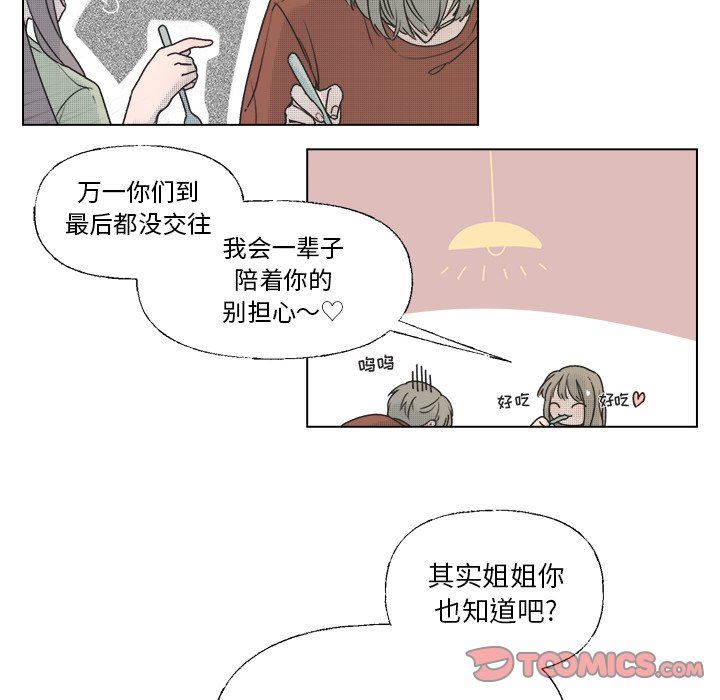 万一你们到
最后都没交往
我会一辈子
陪着你的
别担心～♡
呜呜
好吃
好吃♡
其实姐姐你
也知道吧?
TOOMICS.COM